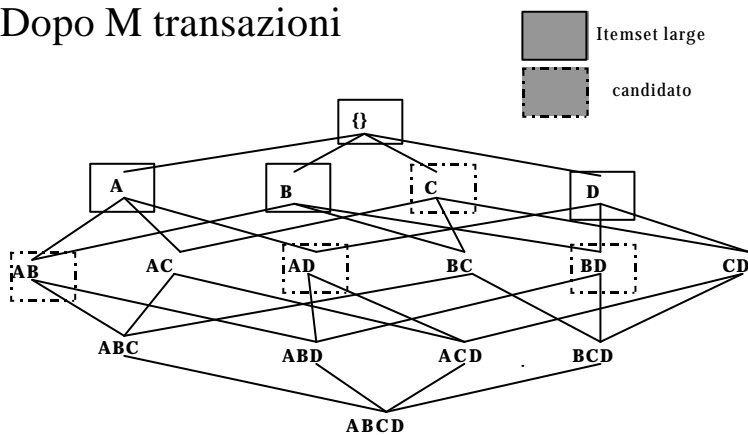 Dopo M transazioni
Itemset large
candidato
{}
A B C D
AB AC AD BC BD CD
ABC ABD ACD BCD
ABCD